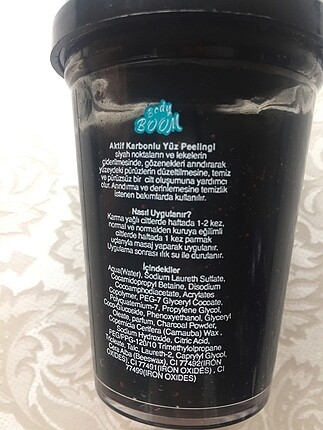 Body
BOOM
Aktif Karbonlu Yüz Peelingi
siyah noktaların ve lekelerin
giderilmesinde, gözenekleri arındırarak
yüzeydeki pürüzlerin düzeltilmesine, temiz
ve pürüzsüz bir cilt oluşumuna yardımcı
olur. Arındırma ve derinlemesine temizlik
istenen bakımlarda kullanılır.
Nasıl Uygulanır?
Karma yağlı ciltlerde haftada 1-2 kez,
normal ve normalden kuruya eğilimli
ciltlerde haftada 1 kez parmak
uçlarıyla masaj yaparak uygulanır.
Uygulama sonrası ılık su ile durulanır.
İçindekiler
Aqua(Water), Sodium Laureth Sulfate,
Cocamidopropyl Betaine, Disodium
Cocoamphodiacetate, Acrylates
Copolymer, PEG-7 Glyceryl Cocoate,
Polyquaternium-7, Propylene Glycol,
Coco Glucoside, Phenoxyethanol, Glyceryl
Oleate, parfum, Charcoal Powder,
Copernicia Cerifera (Carnauba) Wax ,
Sodium Hydroxide, Citric Acid,
PEG/PPG-120/10 Trimethylolpropane
Trioleate, Talc, Laureth-2, Caprylyl Glycol,
Cera Alba (Beeswax), CI 77492(IRON
OXIDES), CI 77491(IRON OXIDES) , CI
77499(IRON OXIDES)